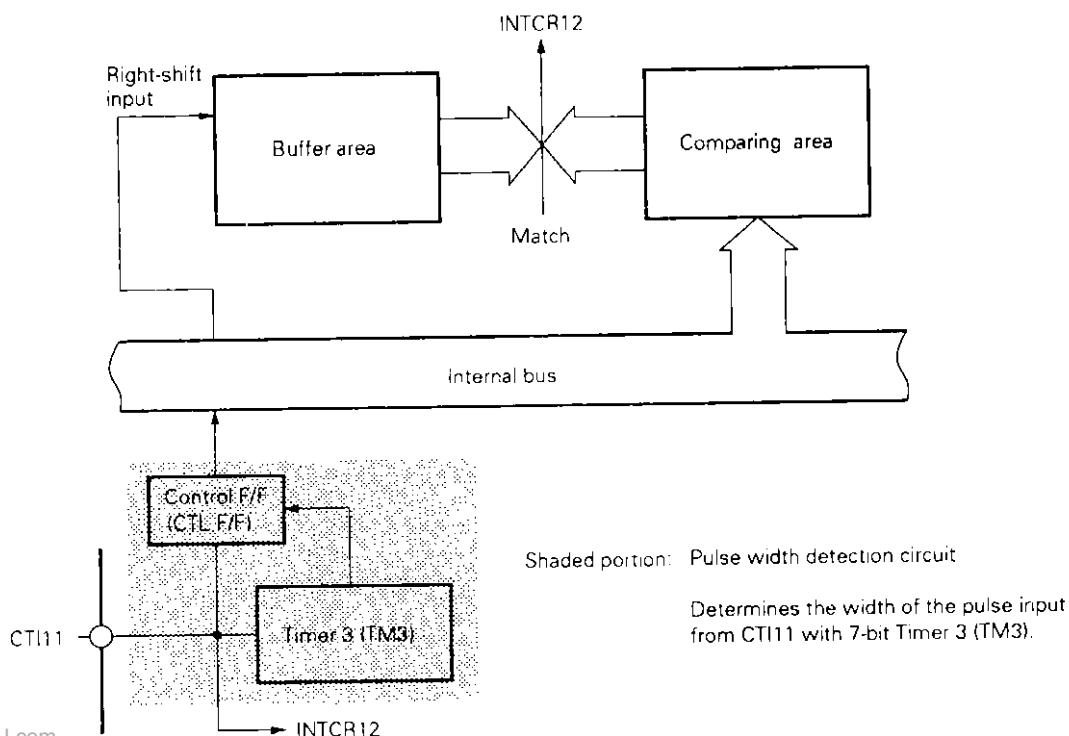 INTCR12
Right-shift
input
Buffer area
Comparing area
Match
Internal bus
Control F/F
(CTL F/F)
Timer 3 (TM3)
CTI11
INTCR12
Shaded portion: Pulse width detection circuit
Determines the width of the pulse input
from CTI11 with 7-bit Timer 3 (TM3).